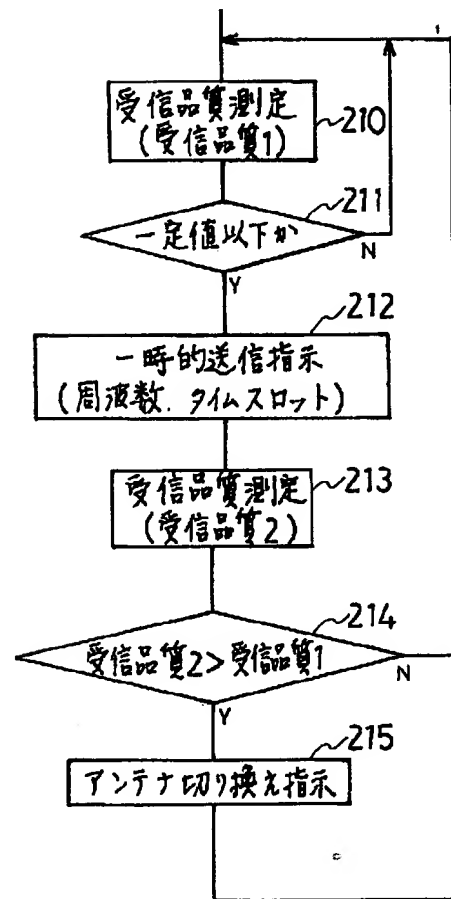 受信品質測定
(受信品質1)
210
211
一定値以下か
N
Y
212
一時的送信指示
(周波数.タイムスロット)
213
受信品質測定
(受信品質2)
214
受信品質2>受信品質1
N
Y
215
アンテナ切り換え指示